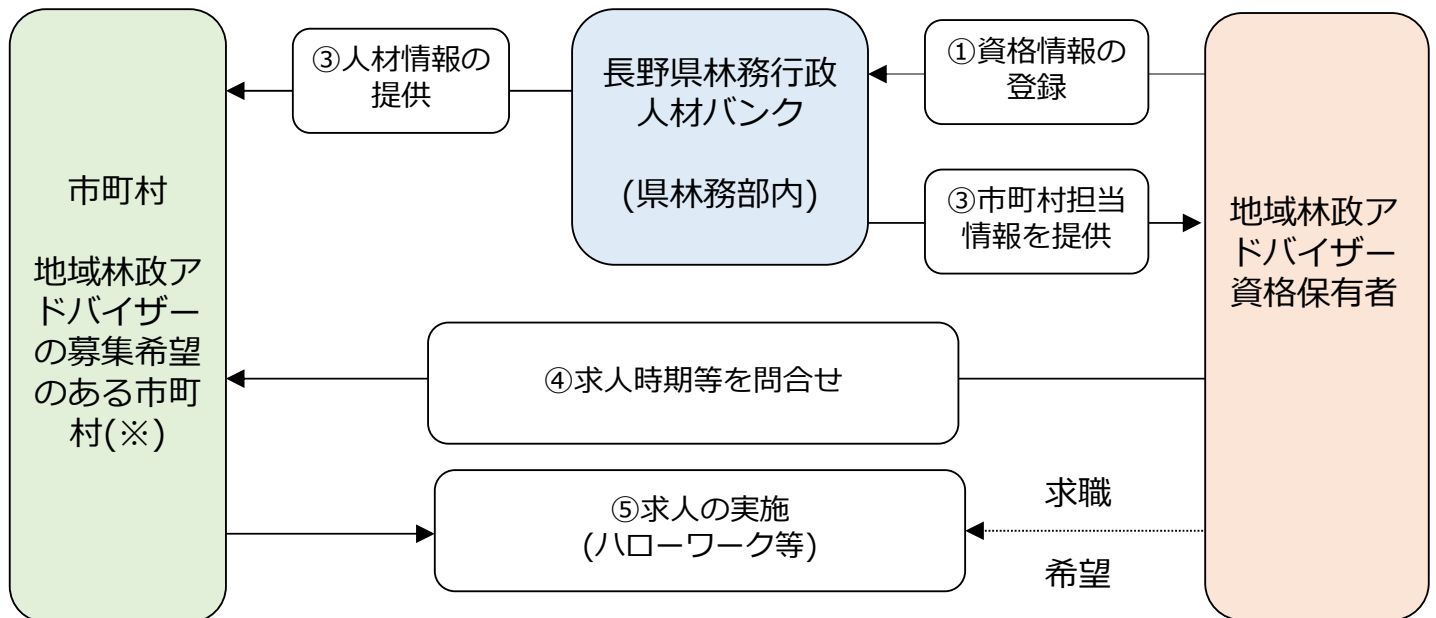 市町村
地域林政ア
ドバイザー
の募集希望
のある市町
村(※)
③人材情報の
提供
長野県林務行政
人材バンク
(県林務部内)
①資格情報の
登録
③市町村担当
情報を提供
地域林政ア
ドバイザー
資格保有者
④求人時期等を問合せ
⑤求人の実施
(ハローワーク等)
求職
希望